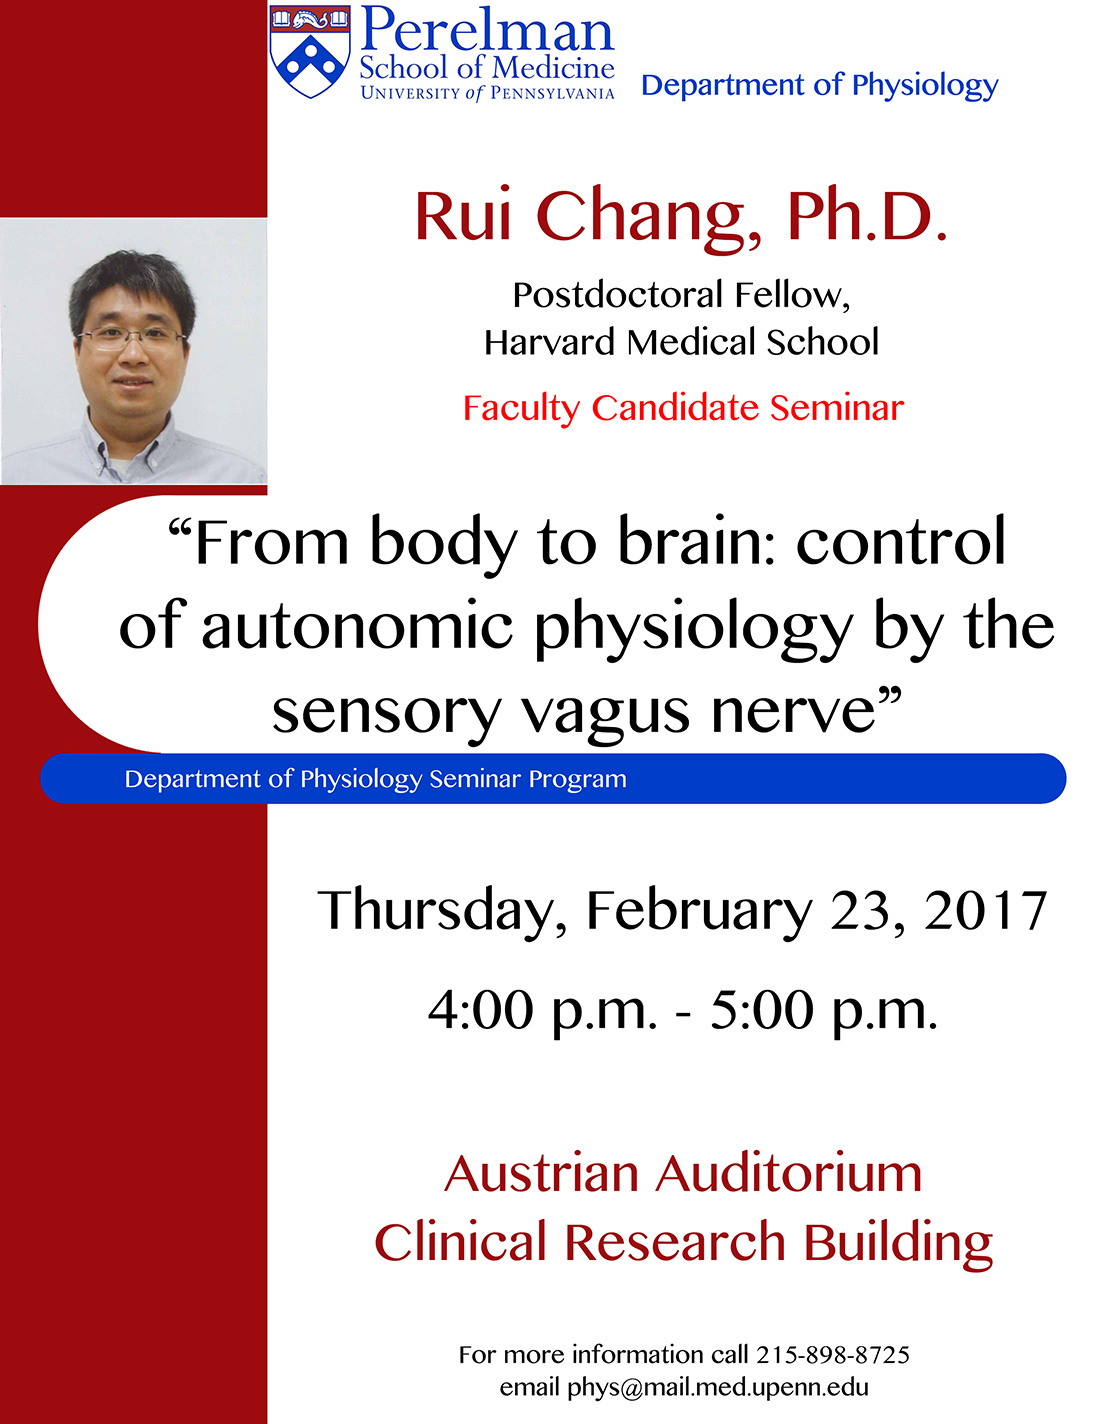 Perelman
School of Medicine
UNIVERSITY of PENNSYLVANIA
Department of Physiology
Rui Chang, Ph.D.
Postdoctoral Fellow,
Harvard Medical School
Faculty Candidate Seminar
“From body to brain: control
of autonomic physiology by the
sensory vagus nerve”
Department of Physiology Seminar Program
Thursday, February 23, 2017
4:00 p.m. - 5:00 p.m.
Austrian Auditorium
Clinical Research Building
For more information call 215-898-8725
email phys@mail.med.upenn.edu